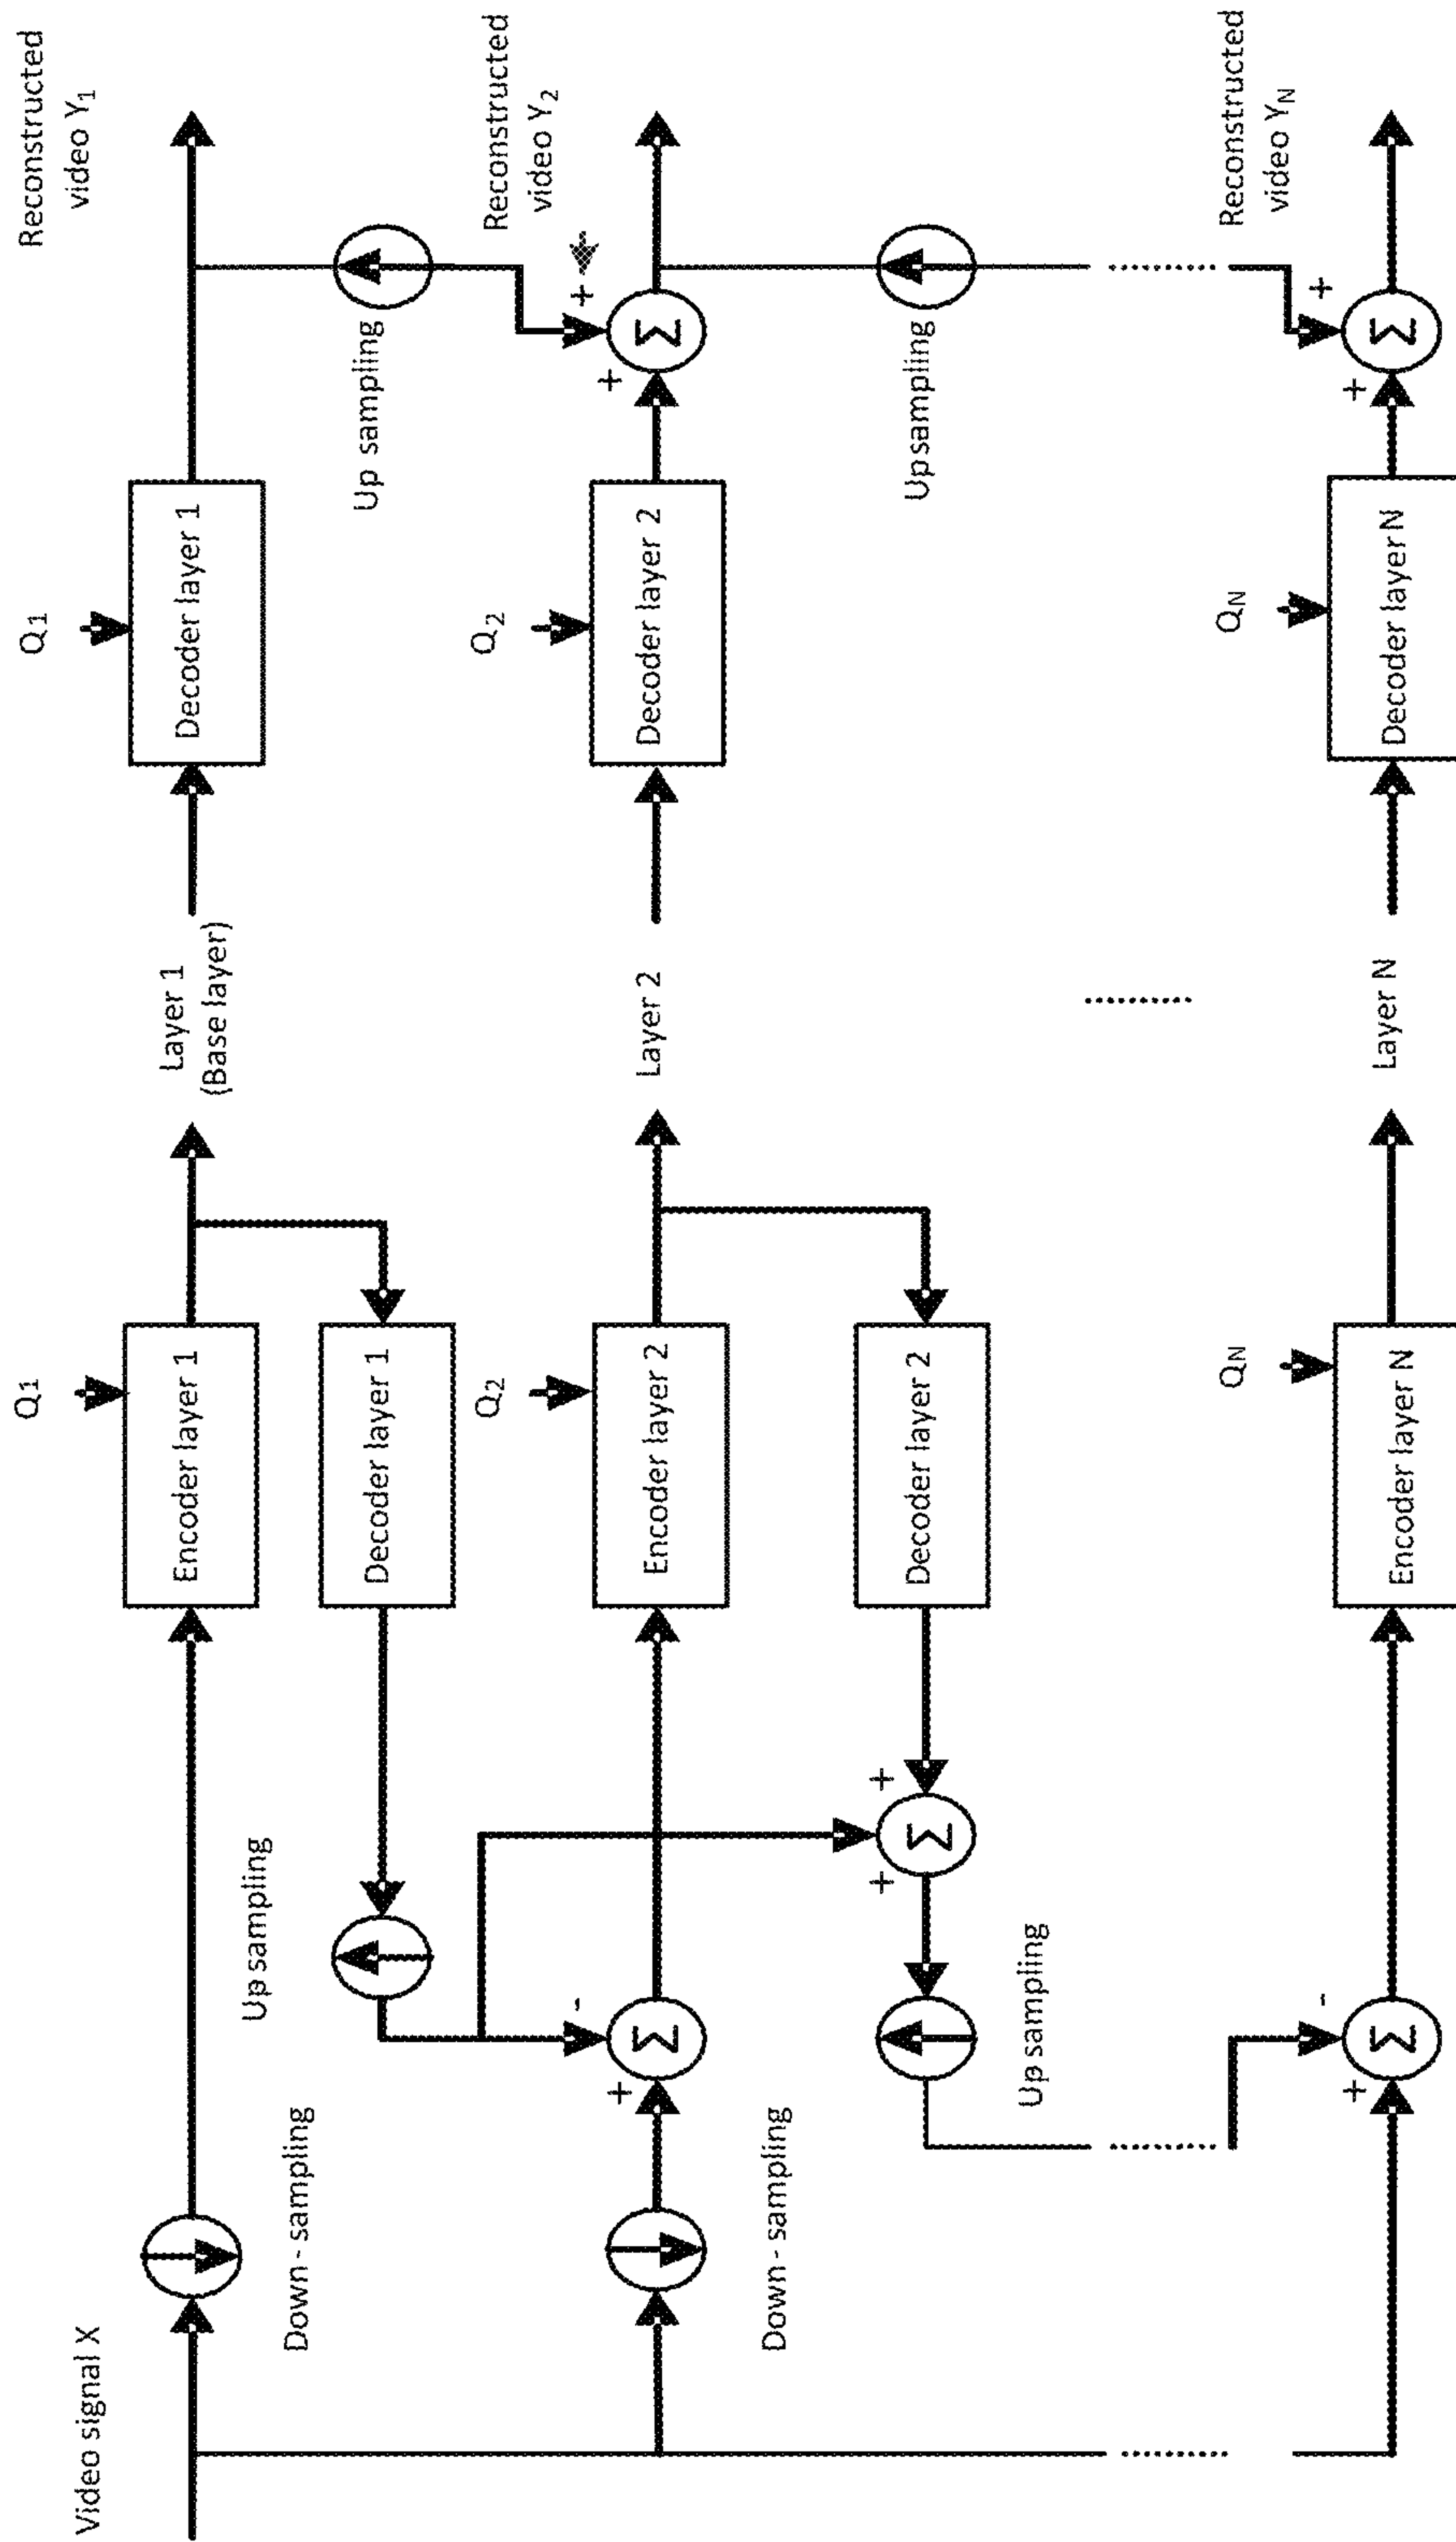 Video signal X
Down - sampling
Up sampling
Q1
Encoder layer 1
Decoder layer 1
Layer 1
(Base layer)
Q1
Decoder layer 1
Up sampling
Reconstructed
video Y1
Down - sampling
+
-
Σ
Q2
Encoder layer 2
Layer 2
Q2
Decoder layer 2
+
+
Σ
Reconstructed
video Y2
Up sampling
+
Σ
+
Decoder layer 2
Up sampling
+
-
Σ
QN
Encoder layer N
Layer N
QN
Decoder layer N
+
+
Σ
Reconstructed
video YN